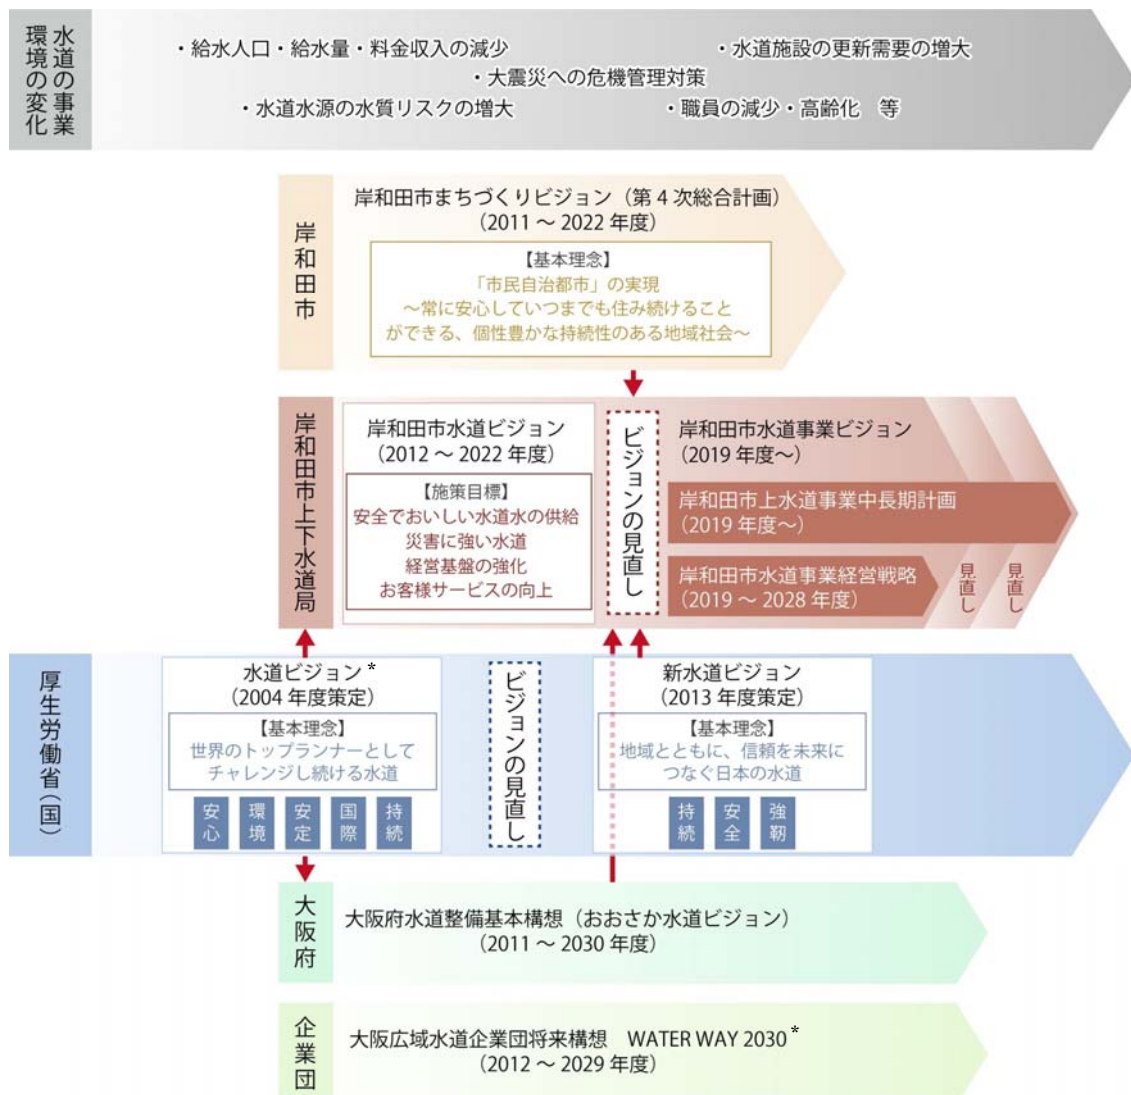 水道の事業
環境の変化
・給水人口・給水量・料金収入の減少
・水道施設の更新需要の増大
・大震災への危機管理対策
・水道水源の水質リスクの増大
・職員の減少・高齢化　等
岸和田市
岸和田市まちづくりビジョン（第4次総合計画）
（2011～2022年度）
【基本理念】
「市民自治都市」の実現
～常に安心していつまでも住み続けること
ができる、個性豊かな持続性のある地域社会～
岸和田市上下水道局
岸和田市水道ビジョン
（2012～2022年度）
【施策目標】
安全でおいしい水道水の供給
災害に強い水道
経営基盤の強化
お客様サービスの向上
ビジョンの見直し
岸和田市水道事業ビジョン
（2019年度～）
岸和田市上水道事業中長期計画
（2019年度～）
岸和田市水道事業経営戦略
（2019～2028年度）
見直し
見直し
厚生労働省（国）
水道ビジョン*
（2004年度策定）
【基本理念】
世界のトップランナーとして
チャレンジし続ける水道
安心
環境
安定
国際
持続
ビジョンの見直し
新水道ビジョン
（2013年度策定）
【基本理念】
地域とともに、信頼を未来に
つなぐ日本の水道
持続
安全
強靭
大阪府
大阪府水道整備基本構想（おおさか水道ビジョン）
（2011～2030年度）
企業団
大阪広域水道企業団将来構想　WATER WAY 2030*
（2012～2029年度）